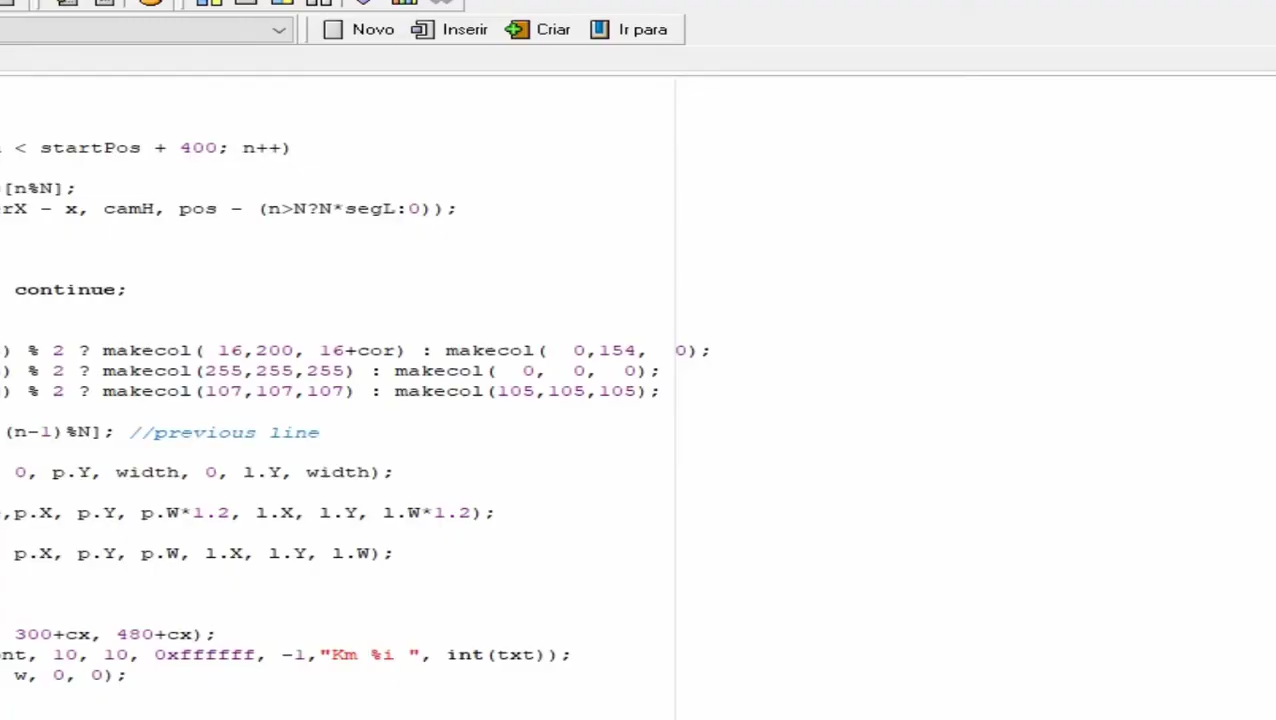 Novo Inserir Criar Ir para
< startPos + 400; n++)
[n%N];
rX - x, camH, pos - (n>N?N*segL:0));
continue;
) % 2 ? makecol( 16,200, 16+cor) : makecol(  0,154,  0);
) % 2 ? makecol(255,255,255) : makecol(  0,  0,  0);
) % 2 ? makecol(107,107,107) : makecol(105,105,105);
(n-1)%N]; //previous line
0, p.Y, width, 0, l.Y, width);
,p.X, p.Y, p.W*1.2, l.X, l.Y, l.W*1.2);
p.X, p.Y, p.W, l.X, l.Y, l.W);
300+cx, 480+cx);
nt, 10, 10, 0xffffff, -1,"Km %i ", int(txt));
w, 0, 0);